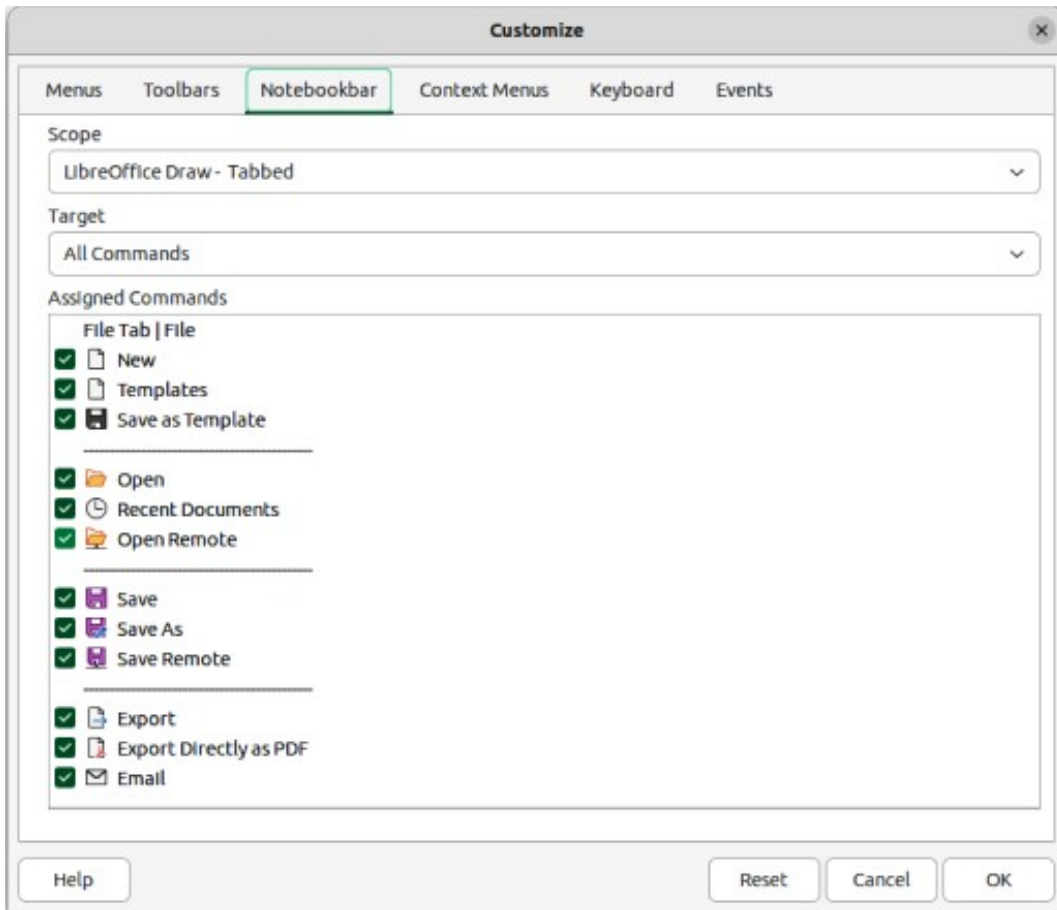 Customize
Menus Toolbars Notebookbar Context Menus Keyboard Events
Scope
LibreOffice Draw - Tabbed
Target
All Commands
Assigned Commands
File Tab | File
New
Templates
Save as Template
Open
Recent Documents
Open Remote
Save
Save As
Save Remote
Export
Export Directly as PDF
Email
Help Reset Cancel OK